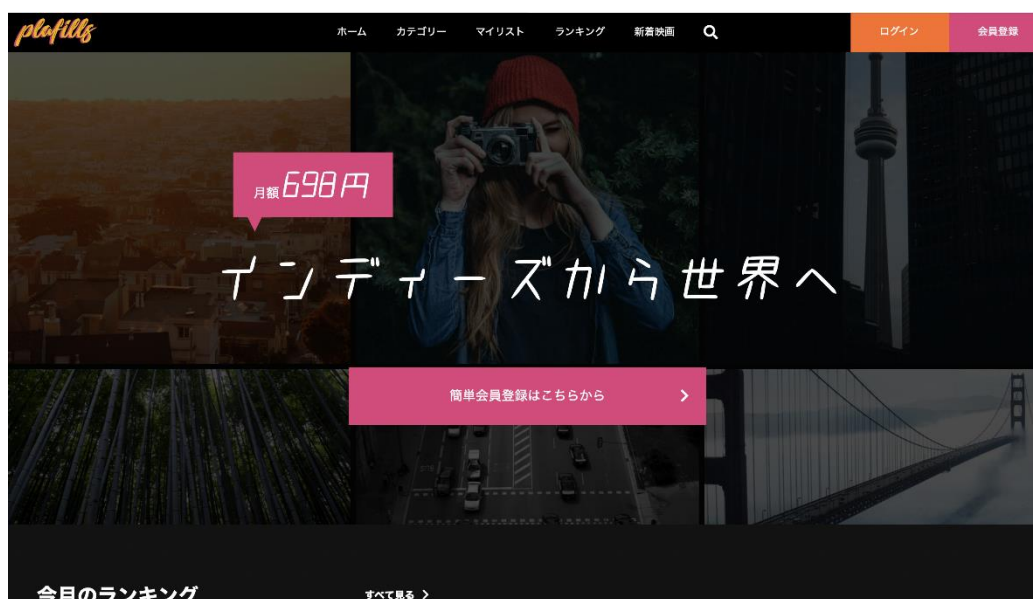 plafills
ホーム カテゴリー マイリスト ランキング 新着映画 ログイン 会員登録
月額698円
インディーズから世界へ
簡単会員登録はこちらから
今月のランキング すべて見る